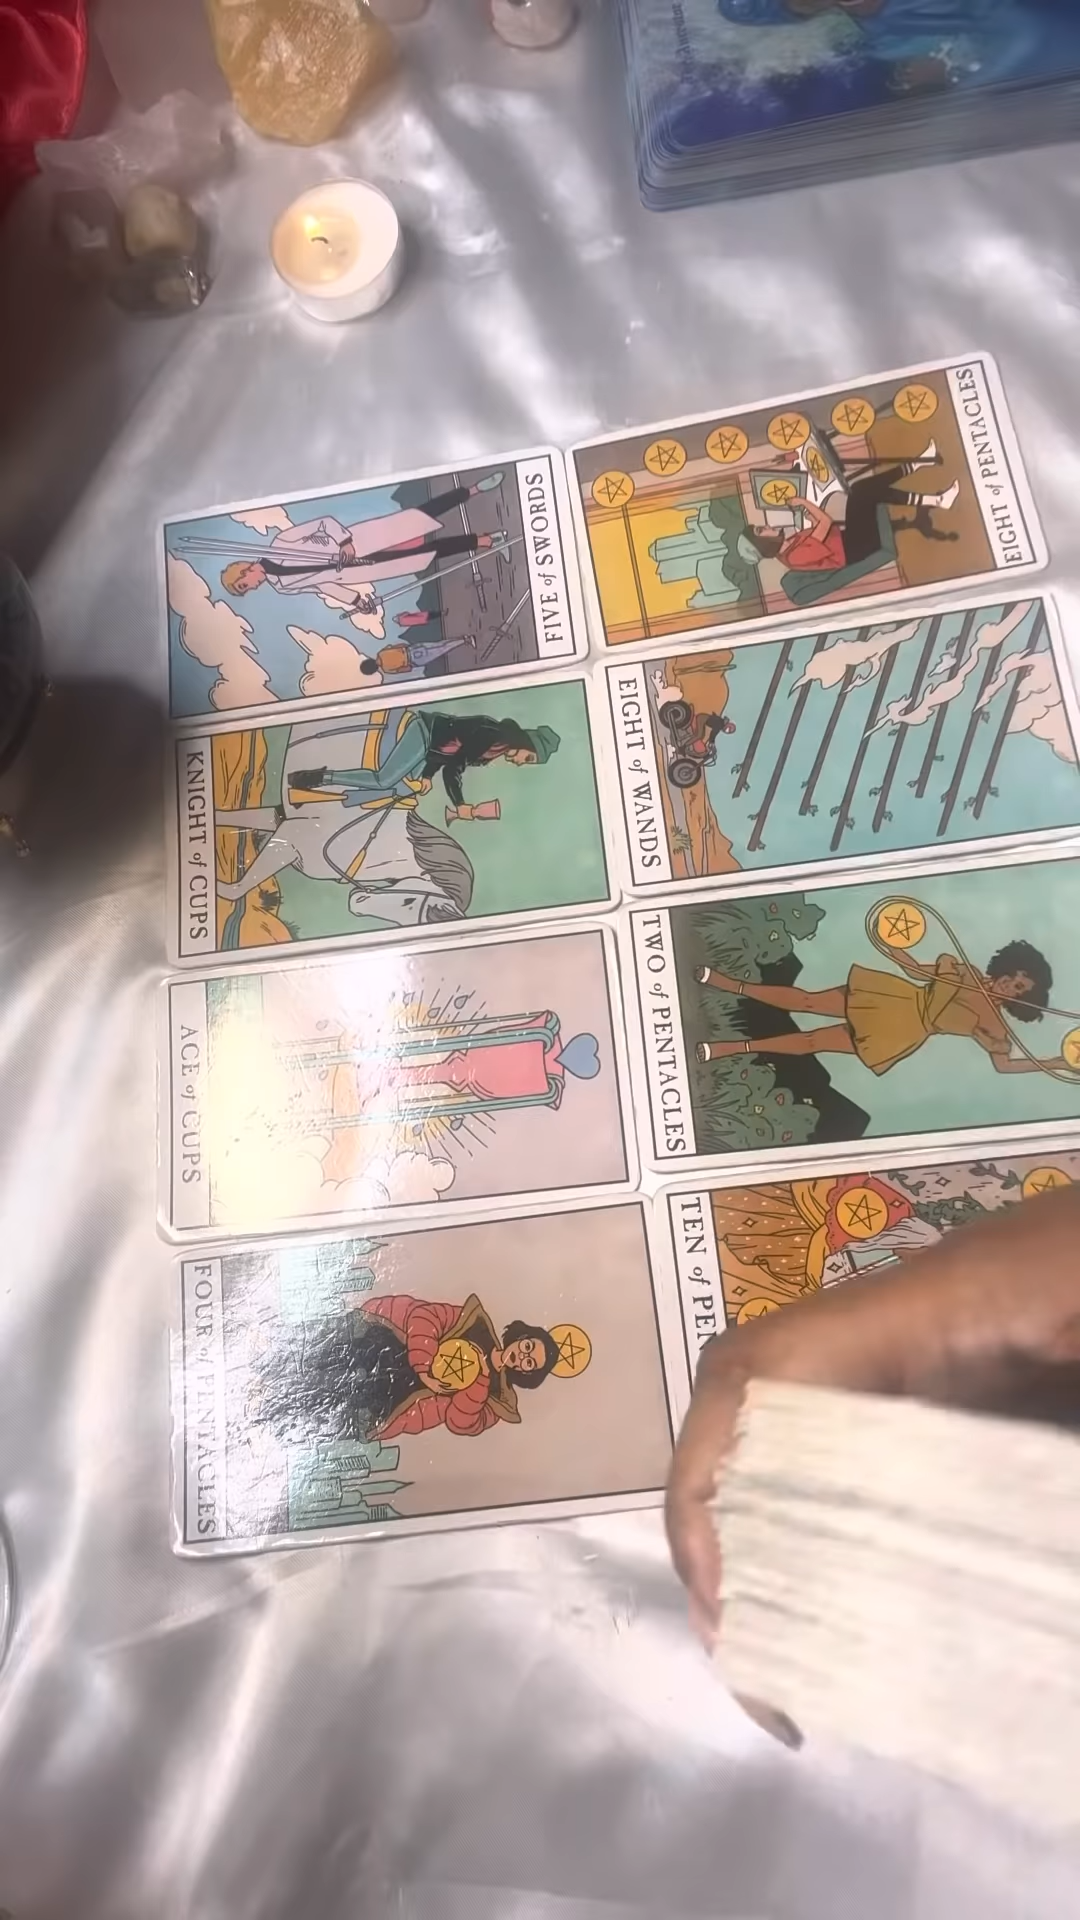 FIVE of SWORDS
EIGHT of PENTACLES
KNIGHT of CUPS
EIGHT of WANDS
ACE of CUPS
TWO of PENTACLES
FOUR of PENTACLES
TEN of PEN